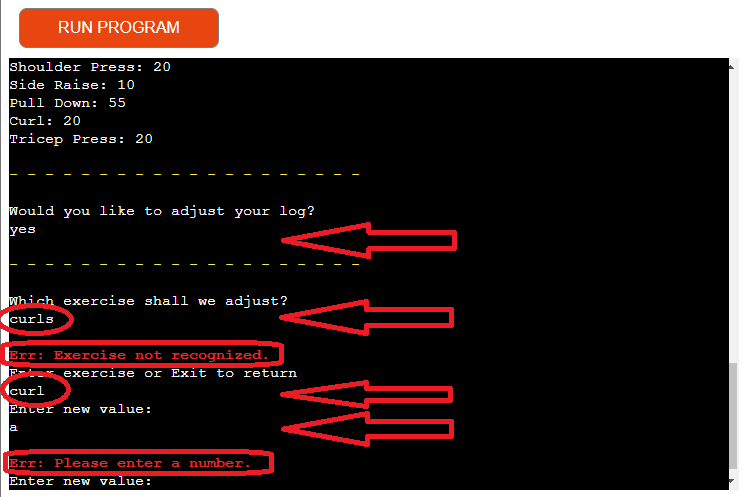 RUN PROGRAM
Shoulder Press: 20
Side Raise: 10
Pull Down: 55
Curl: 20
Tricep Press: 20
- - - - - - - - - - - - - - - - - - - - -
Would you like to adjust your log?
yes
- - - - - - - - - - - - - - - - - - - - -
Which exercise shall we adjust?
curls
Err: Exercise not recognized.
Enter exercise or Exit to return
curl
Enter new value:
a
Err: Please enter a number.
Enter new value: